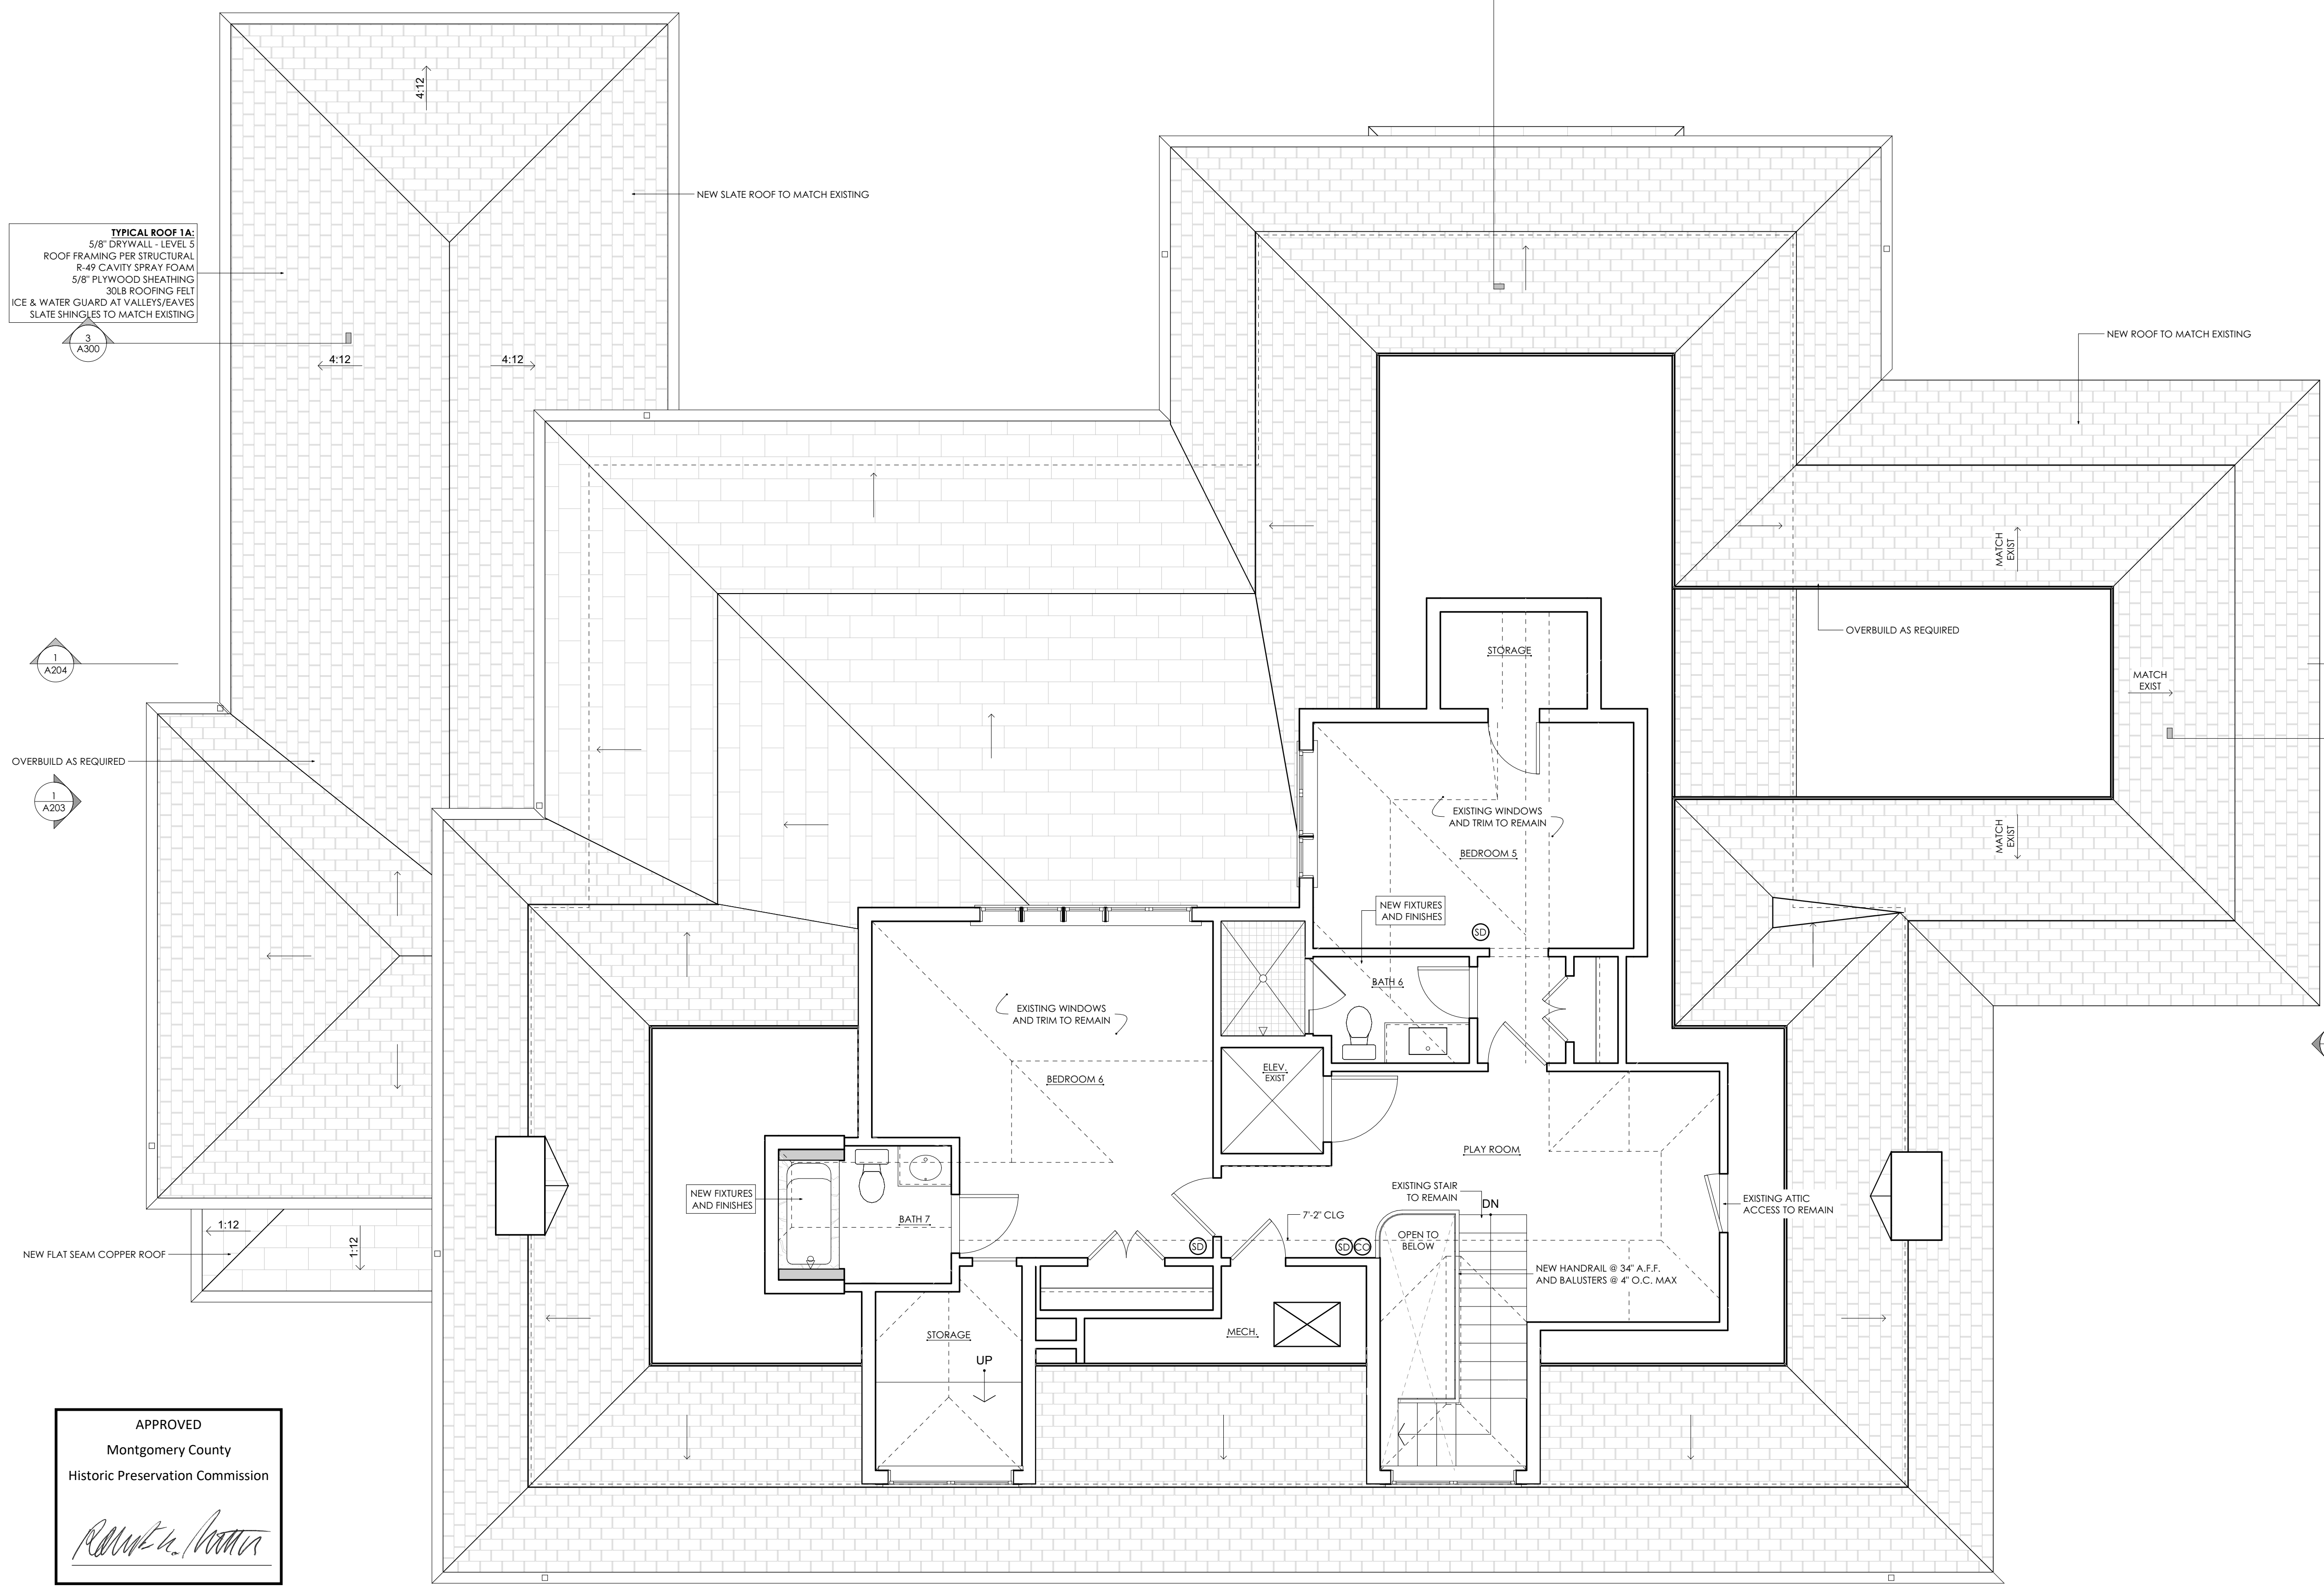 4:12
NEW SLATE ROOF TO MATCH EXISTING
TYPICAL ROOF 1A:
5/8" DRYWALL - LEVEL 5
ROOF FRAMING PER STRUCTURAL
R-49 CAVITY SPRAY FOAM
5/8" PLYWOOD SHEATHING
30LB ROOFING FELT
ICE & WATER GUARD AT VALLEYS/EAVES
SLATE SHINGLES TO MATCH EXISTING
3
A300
4:12
4:12
NEW ROOF TO MATCH EXISTING
MATCH
EXIST
OVERBUILD AS REQUIRED
STORAGE
1
A204
MATCH
EXIST
OVERBUILD AS REQUIRED
1
A203
EXISTING WINDOWS
AND TRIM TO REMAIN
BEDROOM 5
MATCH
EXIST
NEW FIXTURES
AND FINISHES
SD
BATH 6
EXISTING WINDOWS
AND TRIM TO REMAIN
BEDROOM 6
ELEV.
EXIST
PLAY ROOM
NEW FIXTURES
AND FINISHES
BATH 7
EXISTING STAIR
TO REMAIN
DN
EXISTING ATTIC
ACCESS TO REMAIN
7'-2" CLG
OPEN TO
BELOW
SD
SD
CO
1:12
1:12
NEW FLAT SEAM COPPER ROOF
NEW HANDRAIL @ 34" A.F.F.
AND BALUSTERS @ 4" O.C. MAX
STORAGE
MECH.
UP
APPROVED
Montgomery County
Historic Preservation Commission